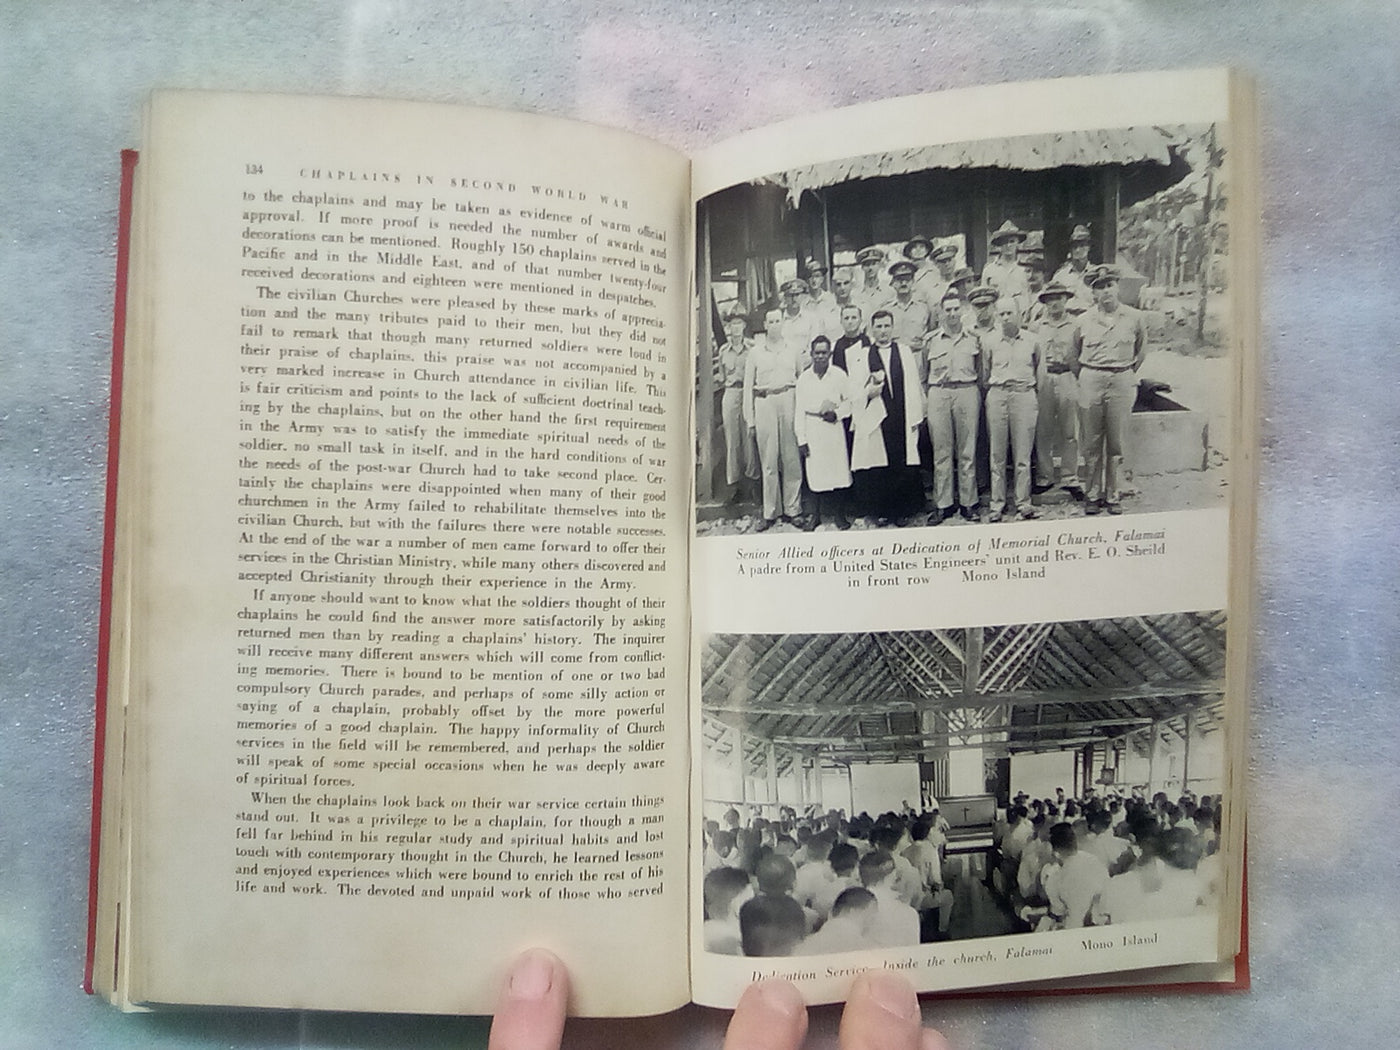 134 CHAPLAINS IN SECOND WORLD WAR
to the chaplains and may be taken as evidence of warm official
approval. If more proof is needed the number of awards and
decorations can be mentioned. Roughly 150 chaplains served in the
Pacific and in the Middle East, and of that number twenty-four
received decorations and eighteen were mentioned in despatches.
The civilian Churches were pleased by these marks of apprecia-
tion and the many tributes paid to their men, but they did not
fail to remark that though many returned soldiers were loud in
their praise of chaplains, this praise was not accompanied by a
very marked increase in Church attendance in civilian life. This
is fair criticism and points to the lack of sufficient doctrinal teach-
ing by the chaplains, but on the other hand the first requirement
in the Army was to satisfy the immediate spiritual needs of the
soldier, no small task in itself, and in the hard conditions of war
the needs of the post-war Church had to take second place. Cer-
tainly the chaplains were disappointed when many of their good
churchmen in the Army failed to rehabilitate themselves into the
civilian Church, but with the failures there were notable successes.
At the end of the war a number of men came forward to offer their
services in the Christian Ministry, while many others discovered and
accepted Christianity through their experience in the Army.
If anyone should want to know what the soldiers thought of their
chaplains he could find the answer more satisfactorily by asking
returned men than by reading a chaplains' history. The inquirer
will receive many different answers which will come from conflict-
ing memories. There is bound to be mention of one or two bad
compulsory Church parades, and perhaps of some silly action or
saying of a chaplain, probably offset by the more powerful
memories of a good chaplain. The happy informality of Church
services in the field will be remembered, and perhaps the soldier
will speak of some special occasions when he was deeply aware
of spiritual forces.
When the chaplains look back on their war service certain things
stand out. It was a privilege to be a chaplain, for though a man
fell far behind in his regular study and spiritual habits and lost
touch with contemporary thought in the Church, he learned lessons
and enjoyed experiences which were bound to enrich the rest of his
life and work. The devoted and unpaid work of those who served
Senior Allied officers at Dedication of Memorial Church, Falamai
A padre from a United States Engineers' unit and Rev. E. O. Sheild
in front row Mono Island
Dedication Service. Inside the church, Falamai Mono Island